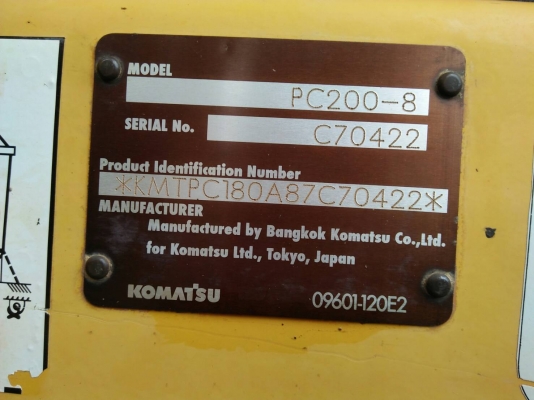 MODEL
PC200-8
SERIAL No.
C70422
Product Identification Number
*KMTPC180A87C70422*
MANUFACTURER
Manufactured by Bangkok Komatsu Co.,Ltd.
for Komatsu Ltd., Tokyo, Japan
KOMATSU
09601-120E2